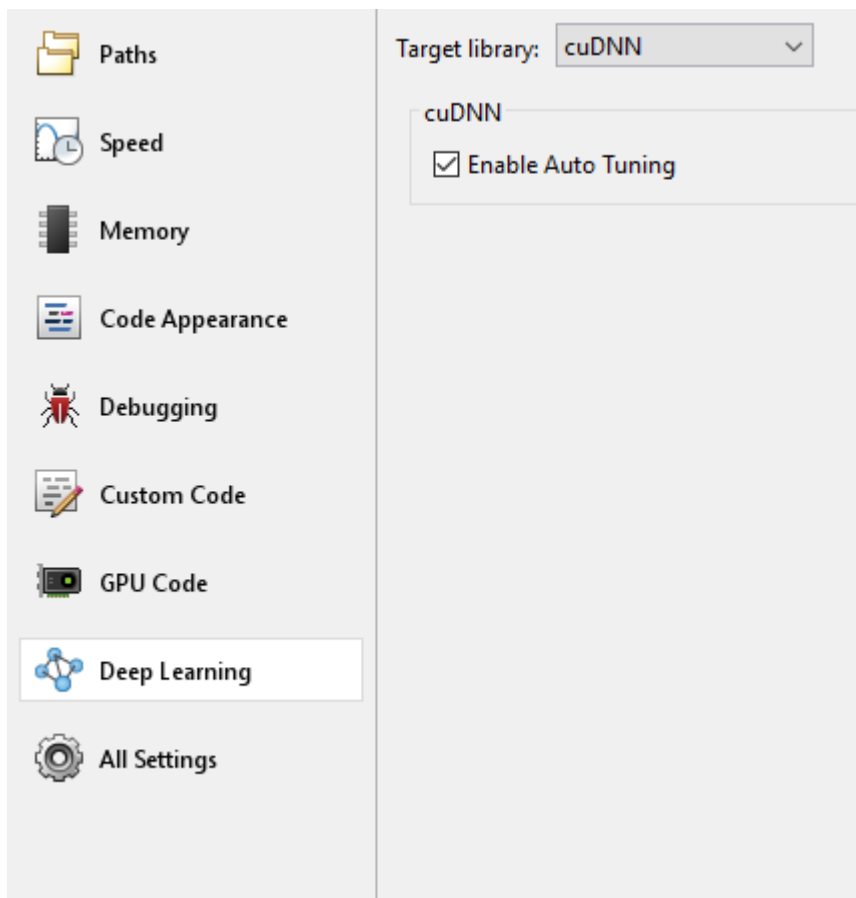 Paths
Speed
Memory
Code Appearance
Debugging
Custom Code
GPU Code
Deep Learning
All Settings
Target library: cuDNN
cuDNN
Enable Auto Tuning